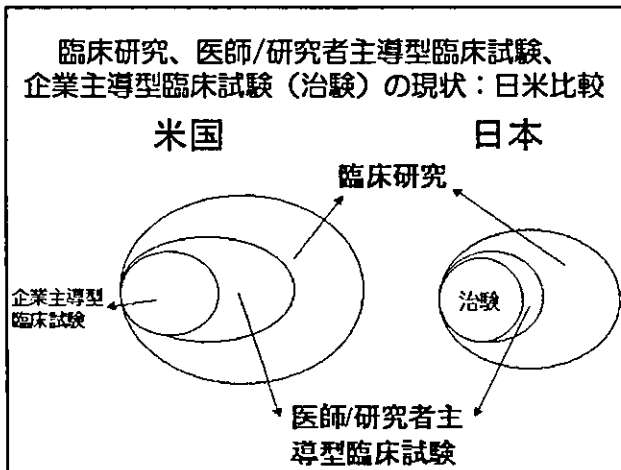 臨床研究、医師/研究者主導型臨床試験、
企業主導型臨床試験（治験）の現状：日米比較
米国
日本
臨床研究
企業主導型
臨床試験
治験
医師/研究者主
導型臨床試験